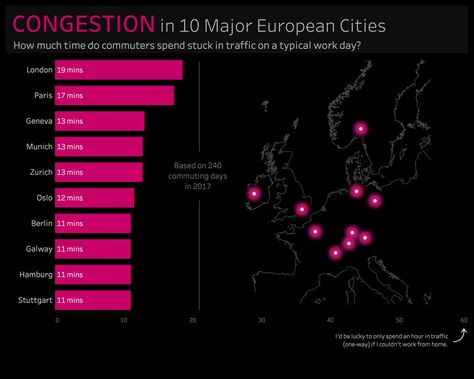 CONGESTION in 10 Major European Cities
How much time do commuters spend stuck in traffic on a typical work day?
London 19 mins
Paris 17 mins
Geneva 13 mins
Munich 13 mins
Zurich 13 mins
Oslo 12 mins
Berlin 11 mins
Galway 11 mins
Hamburg 11 mins
Stuttgart 11 mins
Based on 240
commuting days
in 2017
0 10 20 30 40 50 60
I'd be lucky to only spend an hour in traffic
(one-way) if I couldn't work from home.